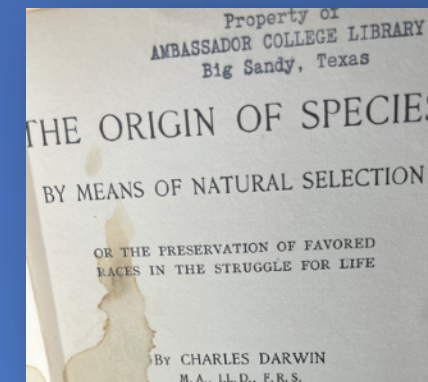 Property of
AMBASSADOR COLLEGE LIBRARY
Big Sandy, Texas
THE ORIGIN OF SPECIES
BY MEANS OF NATURAL SELECTION
OR THE PRESERVATION OF FAVORED
RACES IN THE STRUGGLE FOR LIFE
BY CHARLES DARWIN
M.A., LL.D., F.R.S.